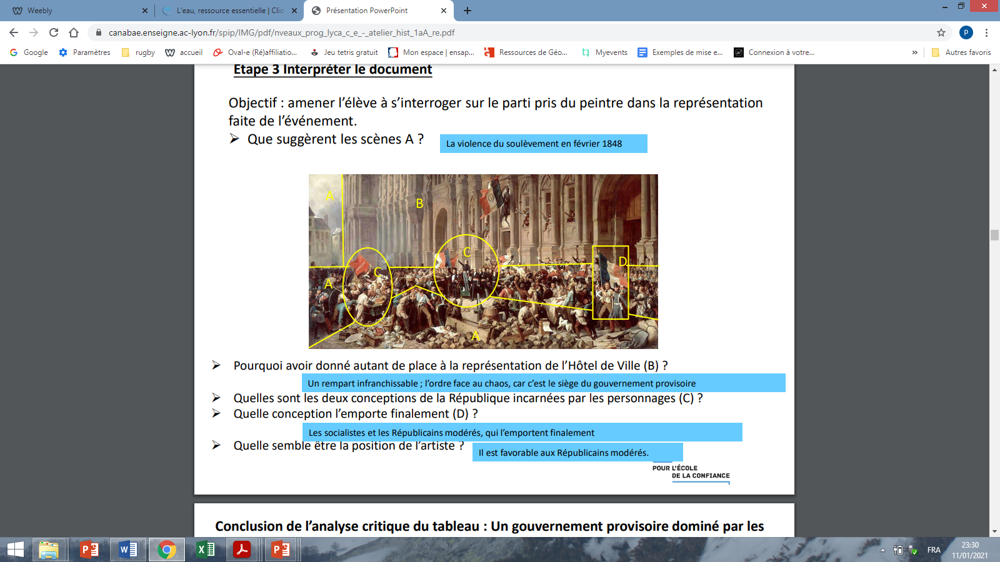 Weebly
L'eau, ressource essentielle | Clio
Présentation PowerPoint
canabae.enseigne.ac-lyon.fr/spip/IMG/pdf/nveaux_prog_lyca_c_e_-_atelier_hist_1aA_re.pdf
p
Google
Paramètres
rugby
accueil
Oval-e (Ré)affiliatio...
Jeu tetris gratuit
Mon espace | ensap...
Ressources de Géo...
Myevents
Exemples de mise e...
Connexion à votre...
»
Autres favoris
Etape 3 Interpréter le document
Objectif : amener l'élève à s'interroger sur le parti pris du peintre dans la représentation
faite de l'événement.
Que suggèrent les scènes A ?
La violence du soulèvement en février 1848
A
B
C
C
D
A
A
Pourquoi avoir donné autant de place à la représentation de l'Hôtel de Ville (B) ?
Un rempart infranchissable ; l'ordre face au chaos, car c'est le siège du gouvernement provisoire
Quelles sont les deux conceptions de la République incarnées par les personnages (C) ?
Quelle conception l'emporte finalement (D) ?
Les socialistes et les Républicains modérés, qui l'emportent finalement
Quelle semble être la position de l'artiste ?
Il est favorable aux Républicains modérés.
POUR L'ÉCOLE
DE LA CONFIANCE
Conclusion de l'analyse critique du tableau : Un gouvernement provisoire dominé par les
FRA
23:30
11/01/2021